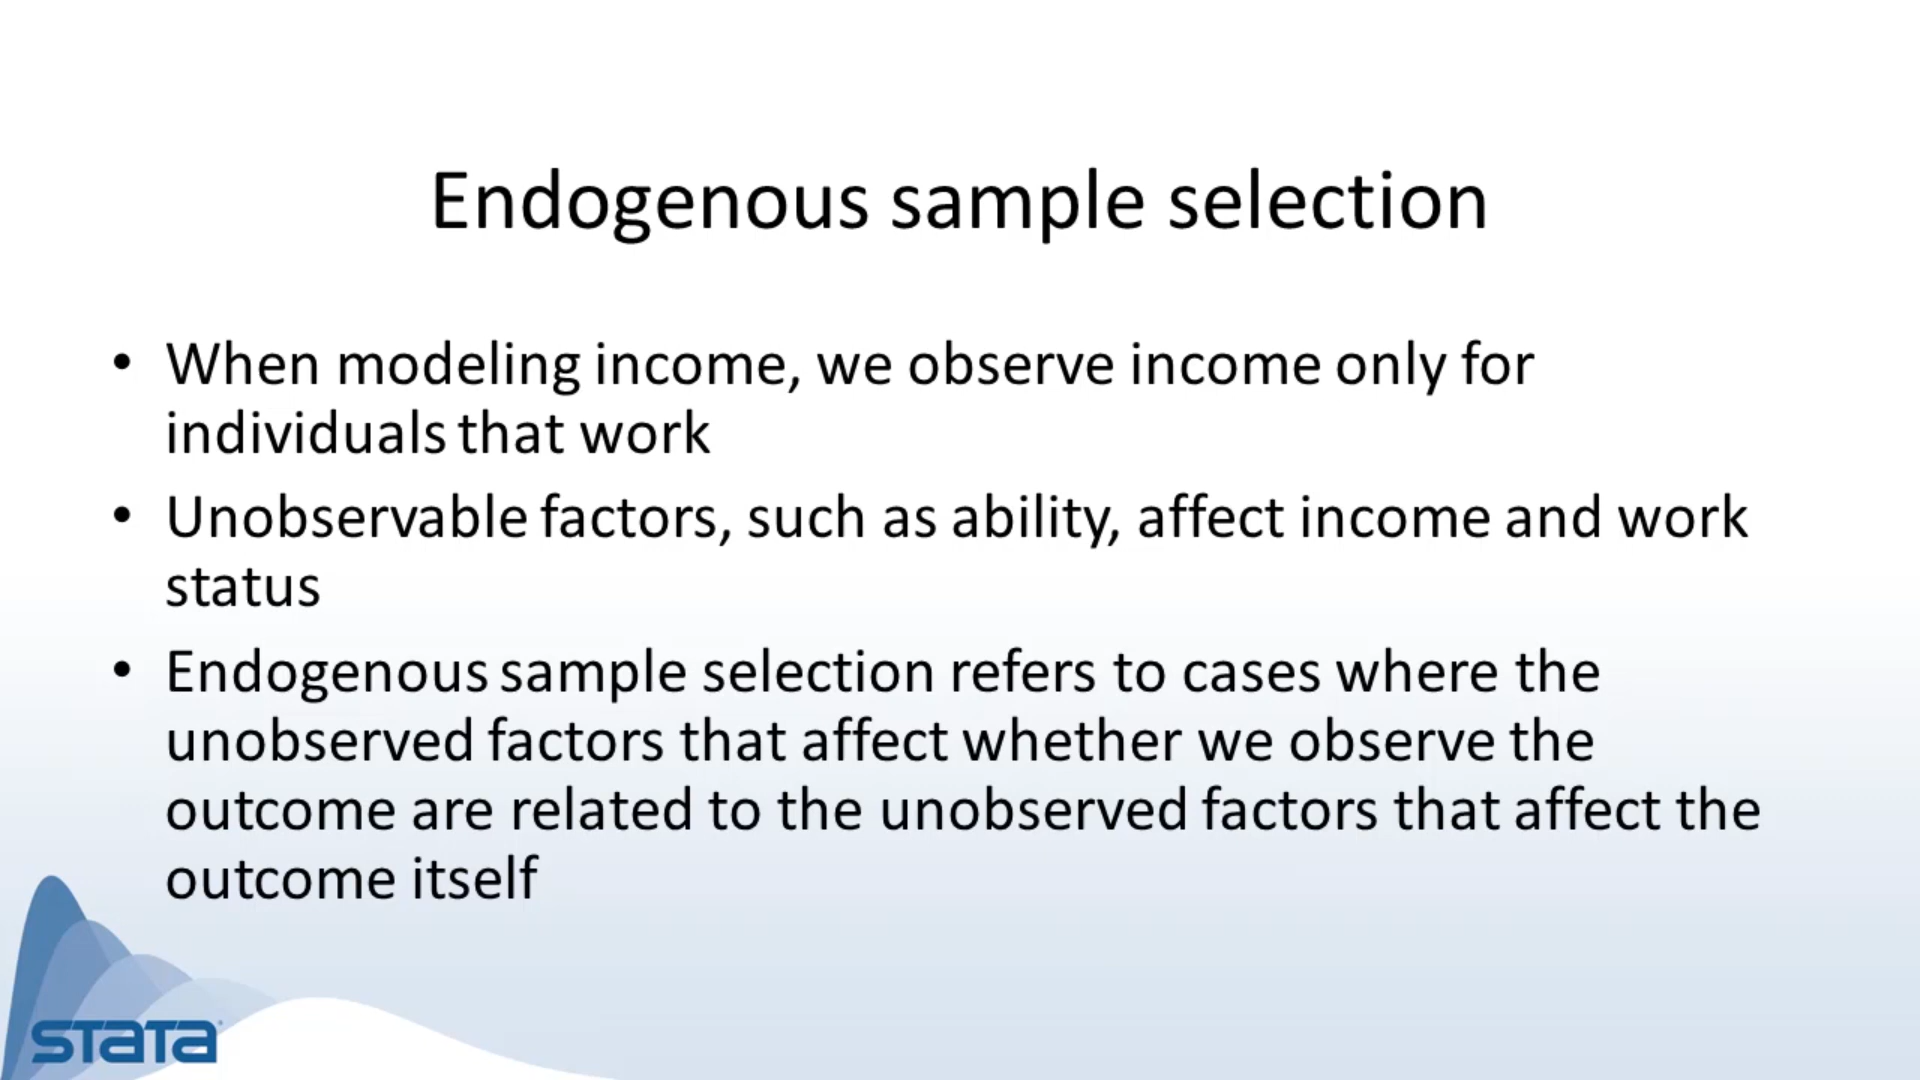 Endogenous sample selection
• When modeling income, we observe income only for
individuals that work
• Unobservable factors, such as ability, affect income and work
status
• Endogenous sample selection refers to cases where the
unobserved factors that affect whether we observe the
outcome are related to the unobserved factors that affect the
outcome itself
stata